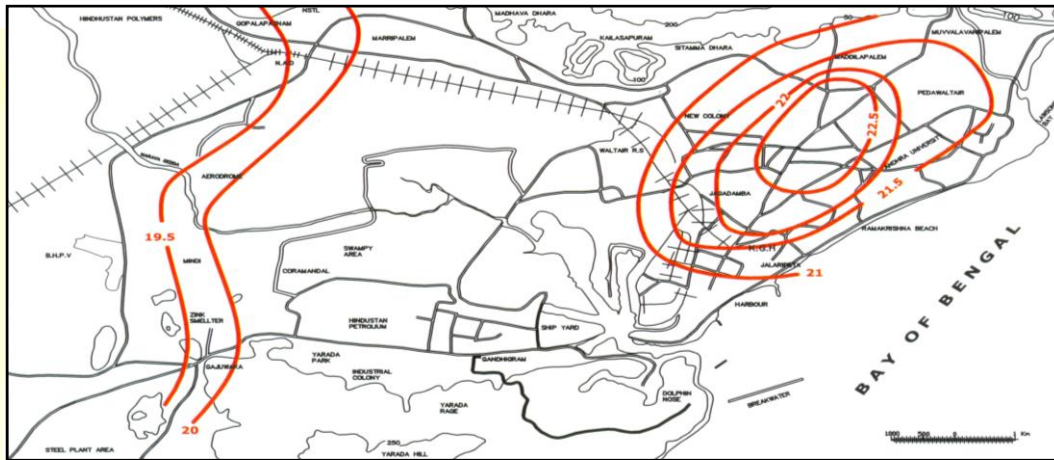 HINDUSTAN POLYMERS
NSTL
GOPALAPATNAM
MARRIPALEM
MADHAVA DHARA
200
KAILASAPURAM
SITAMMA DHARA
50
100
MUVVALAVANIPALEM
MADDILAPALEM
N.A.D
100
22
PEDAWALTAIR
NEW COLONY
22.5
WALTAIR R.S
ANDHRA UNIVERSITY
AERODROME
JAGADAMBA
21.5
RAMAKRISHNA BEACH
19.5
SWAMPY
AREA
K.G.H
B.H.P.V
MINDI
JALARIPETA
21
COROMANDAL
HARBOUR
ZINK
SMELLTER
HINDUSTAN
PETROLIUM
SHIP YARD
BAY OF BENGAL
GAJUWAKA
YARADA
PARK
GANDHIGRAM
INDUSTRIAL
COLONY
DOLPHIN
NOSE
BREAKWATER
YARADA
RAGE
20
STEEL PLANT AREA
250
YARADA HILL
1000 500 0 1 Km